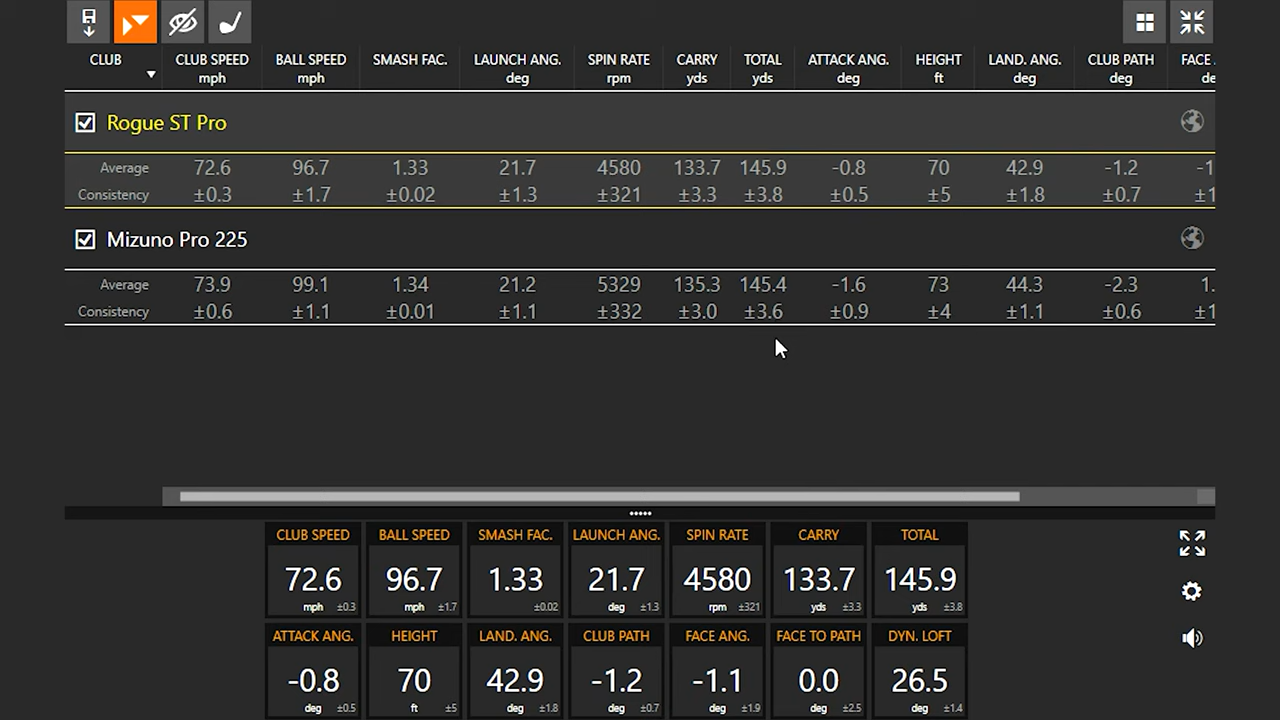 CLUB CLUB SPEED mph BALL SPEED mph SMASH FAC. LAUNCH ANG. deg SPIN RATE rpm CARRY yds TOTAL yds ATTACK ANG. deg HEIGHT ft LAND. ANG. deg CLUB PATH deg FACE
Rogue ST Pro
Average 72.6 96.7 1.33 21.7 4580 133.7 145.9 -0.8 70 42.9 -1.2
Consistency ±0.3 ±1.7 ±0.02 ±1.3 ±321 ±3.3 ±3.8 ±0.5 ±5 ±1.8 ±0.7
Mizuno Pro 225
Average 73.9 99.1 1.34 21.2 5329 135.3 145.4 -1.6 73 44.3 -2.3
Consistency ±0.6 ±1.1 ±0.01 ±1.1 ±332 ±3.0 ±3.6 ±0.9 ±4 ±1.1 ±0.6
CLUB SPEED BALL SPEED SMASH FAC. LAUNCH ANG. SPIN RATE CARRY TOTAL
72.6 96.7 1.33 21.7 4580 133.7 145.9
mph ±0.3 mph ±1.7 ±0.02 deg ±1.3 rpm ±321 yds ±3.3 yds ±3.8
ATTACK ANG. HEIGHT LAND. ANG. CLUB PATH FACE ANG. FACE TO PATH DYN. LOFT
-0.8 70 42.9 -1.2 -1.1 0.0 26.5
deg ±0.5 ft ±5 deg ±1.8 deg ±0.7 deg ±1.9 deg ±2.5 deg ±1.4